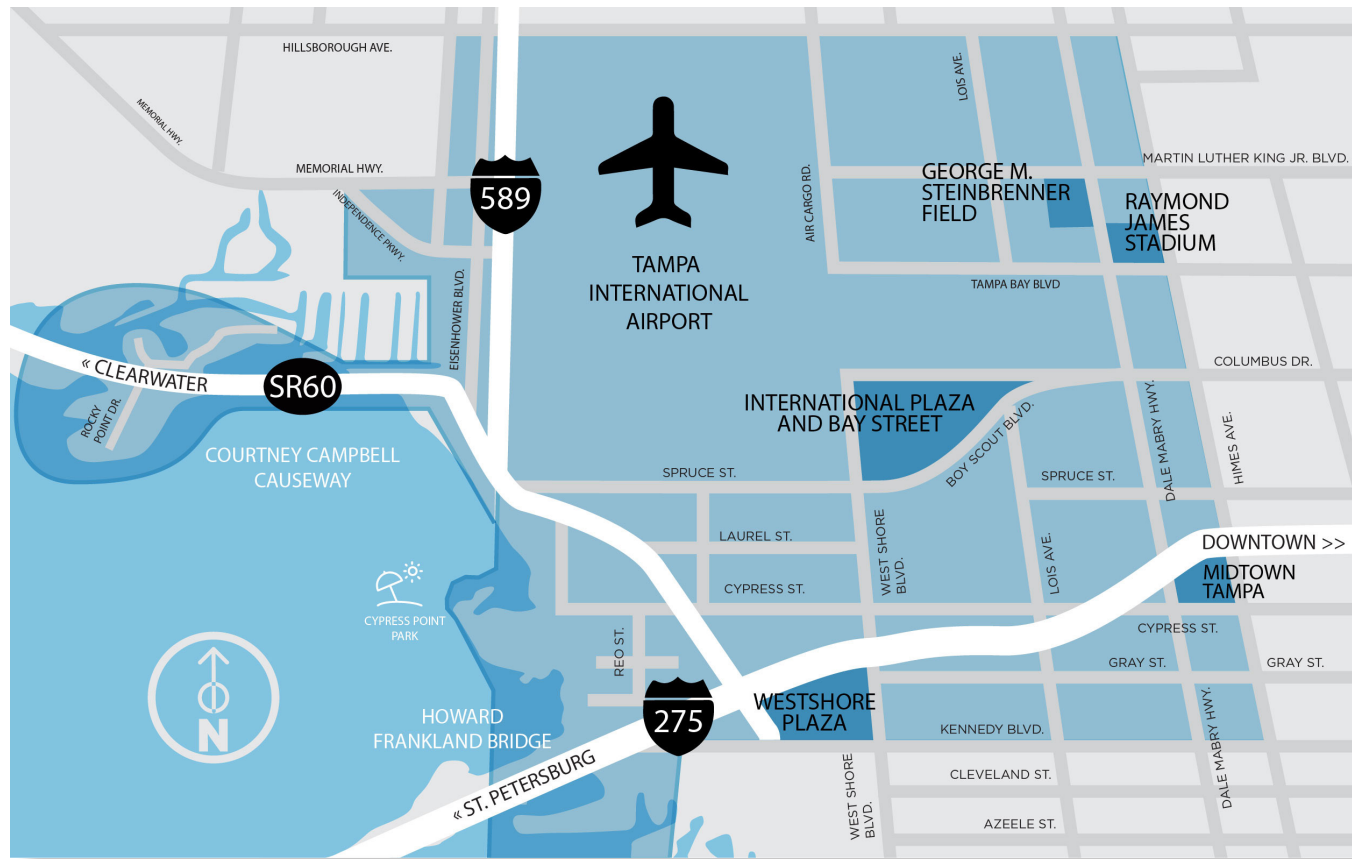 HILLSBOROUGH AVE.
MEMORIAL HWY.
MEMORIAL HWY.
INDEPENDENCE PKWY.
589
EISENHOWER BLVD.
TAMPA
INTERNATIONAL
AIRPORT
AIR CARGO RD.
LOIS AVE.
MARTIN LUTHER KING JR. BLVD.
GEORGE M.
STEINBRENNER
FIELD
RAYMOND
JAMES
STADIUM
TAMPA BAY BLVD
« CLEARWATER
SR60
ROCKY
POINT DR.
COURTNEY CAMPBELL
CAUSEWAY
COLUMBUS DR.
INTERNATIONAL PLAZA
AND BAY STREET
BOY SCOUT BLVD.
DALE MABRY HWY.
HIMES AVE.
SPRUCE ST.
SPRUCE ST.
LAUREL ST.
WEST SHORE
BLVD.
LOIS AVE.
DOWNTOWN >>
MIDTOWN
TAMPA
CYPRESS ST.
CYPRESS POINT
PARK
REO ST.
CYPRESS ST.
GRAY ST.
GRAY ST.
N
HOWARD
FRANKLAND BRIDGE
275
WESTSHORE
PLAZA
KENNEDY BLVD.
DALE MABRY HWY.
« ST. PETERSBURG
WEST SHORE
BLVD.
CLEVELAND ST.
AZEELE ST.